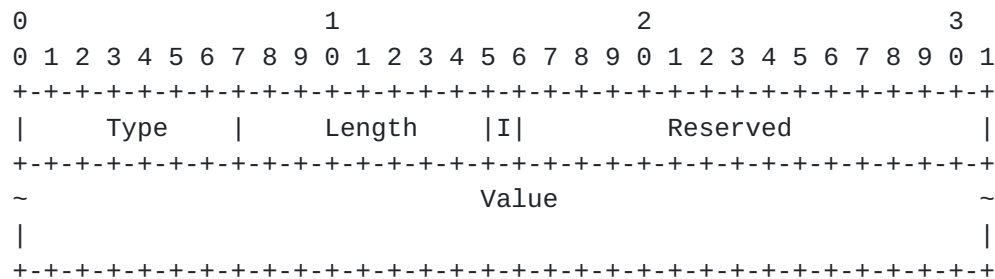 0                   1                   2                   3
0 1 2 3 4 5 6 7 8 9 0 1 2 3 4 5 6 7 8 9 0 1 2 3 4 5 6 7 8 9 0 1
+-+-+-+-+-+-+-+-+-+-+-+-+-+-+-+-+-+-+-+-+-+-+-+-+-+-+-+-+-+-+-+
|      Type    |     Length    |I|         Reserved            |
+-+-+-+-+-+-+-+-+-+-+-+-+-+-+-+-+-+-+-+-+-+-+-+-+-+-+-+-+-+-+-+
~                             Value                            ~
|                                                              |
+-+-+-+-+-+-+-+-+-+-+-+-+-+-+-+-+-+-+-+-+-+-+-+-+-+-+-+-+-+-+-+